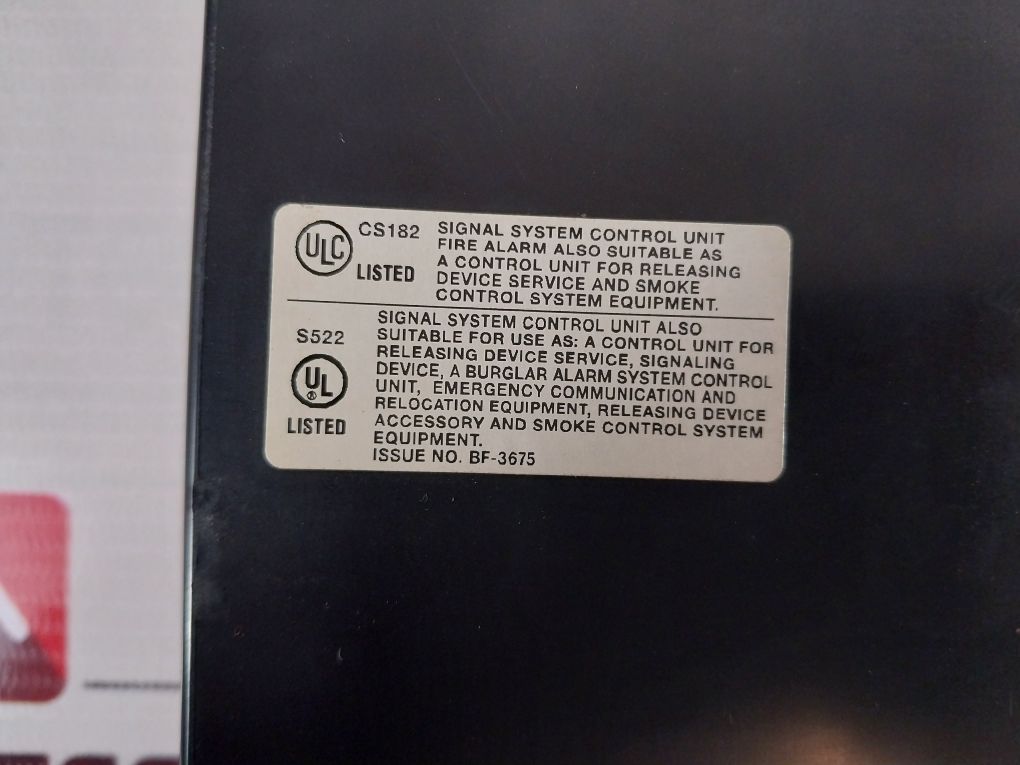 ULC CS182 LISTED
SIGNAL SYSTEM CONTROL UNIT
FIRE ALARM ALSO SUITABLE AS
A CONTROL UNIT FOR RELEASING
DEVICE SERVICE AND SMOKE
CONTROL SYSTEM EQUIPMENT.
S522
UL
®
LISTED
SIGNAL SYSTEM CONTROL UNIT ALSO
SUITABLE FOR USE AS: A CONTROL UNIT FOR
RELEASING DEVICE SERVICE, SIGNALING
DEVICE, A BURGLAR ALARM SYSTEM CONTROL
UNIT, EMERGENCY COMMUNICATION AND
RELOCATION EQUIPMENT, RELEASING DEVICE
ACCESSORY AND SMOKE CONTROL SYSTEM
EQUIPMENT.
ISSUE NO. BF-3675